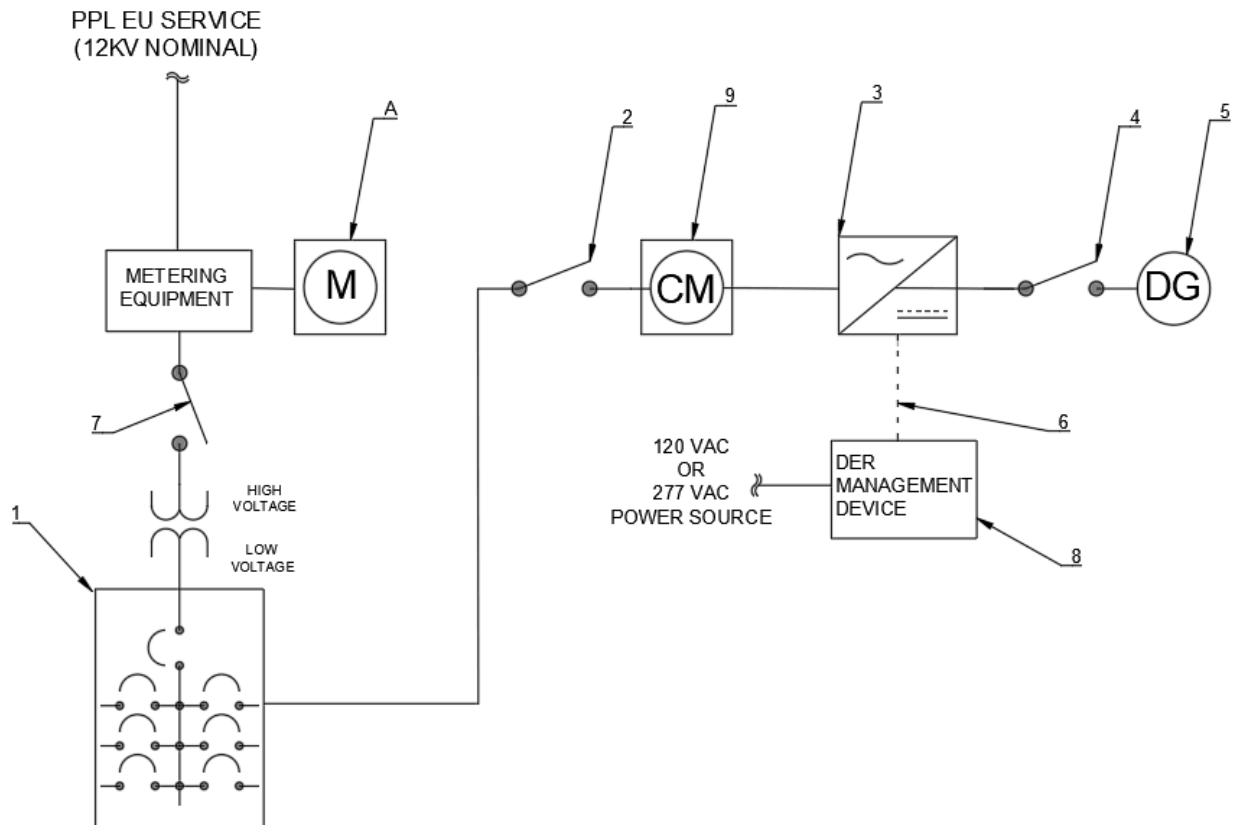 PPL EU SERVICE
(12KV NOMINAL)
A
2
9
3
4
5
METERING
EQUIPMENT
M
CM
DG
7
6
HIGH
VOLTAGE
120 VAC
OR
277 VAC
POWER SOURCE
DER
MANAGEMENT
DEVICE
1
LOW
VOLTAGE
8